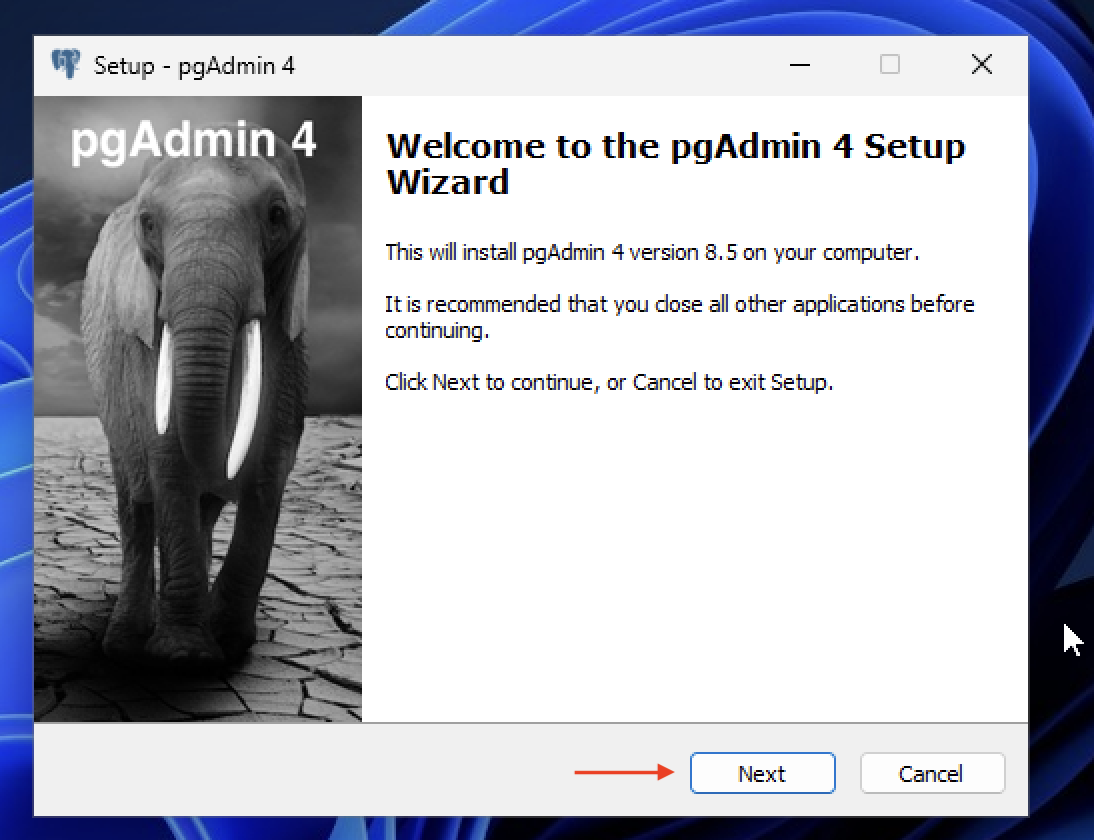 Setup - pgAdmin 4
pgAdmin 4
Welcome to the pgAdmin 4 Setup
Wizard
This will install pgAdmin 4 version 8.5 on your computer.
It is recommended that you close all other applications before
continuing.
Click Next to continue, or Cancel to exit Setup.
Next
Cancel